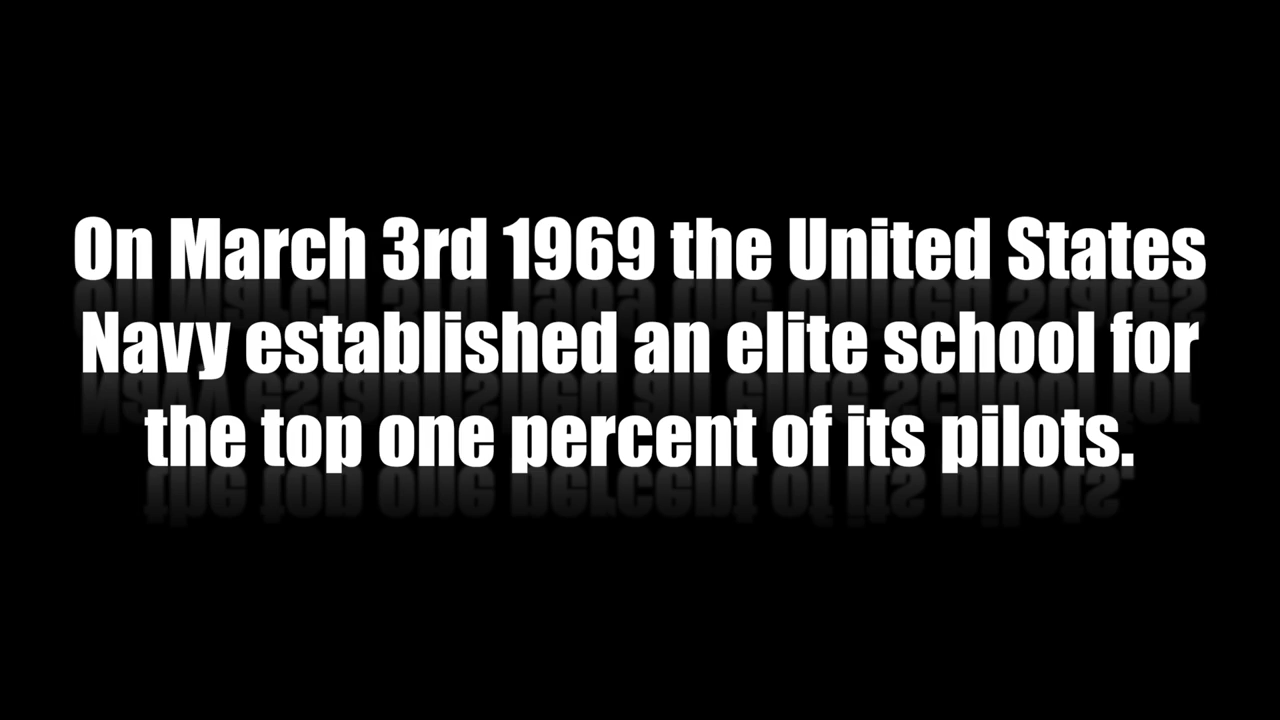 On March 3rd 1969 the United States
Navy established an elite school for
the top one percent of its pilots.